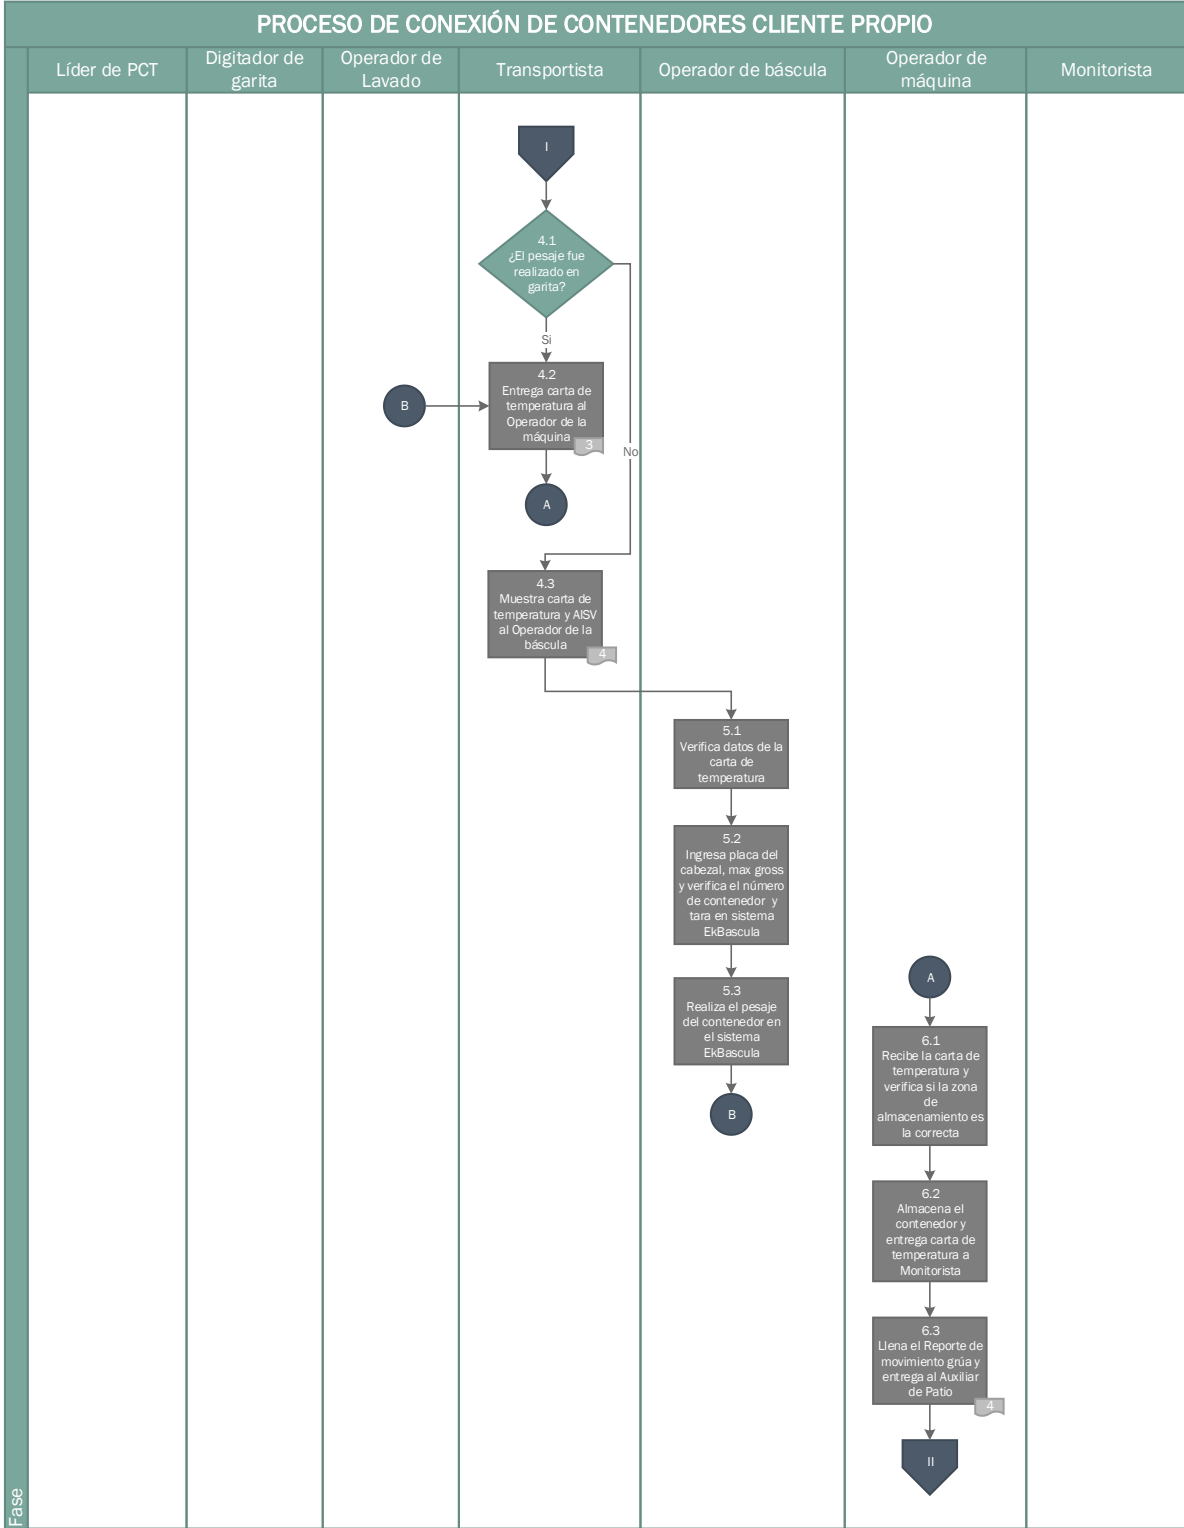 PROCESO DE CONEXIÓN DE CONTENEDORES CLIENTE PROPIO
Líder de PCT
Digitador de
garita
Operador de
Lavado
Transportista
Operador de báscula
Operador de
máquina
Monitorista
I
4.1
¿El pesaje fue
realizado en
garita?
Si
No
4.2
Entrega carta de
temperatura al
Operador de la
máquina
3
B
A
4.3
Muestra carta de
temperatura y AISV
al Operador de la
báscula
4
5.1
Verifica datos de la
carta de
temperatura
5.2
Ingresa placa del
cabezal, max gross
y verifica el número
de contenedor y
tara en sistema
EkBascula
5.3
Realiza el pesaje
del contenedor en
el sistema
EkBascula
B
A
6.1
Recibe la carta de
temperatura y
verifica si la zona
de
almacenamiento es
la correcta
6.2
Almacena el
contenedor y
entrega carta de
temperatura a
Monitorista
6.3
Llena el Reporte de
movimiento grúa y
entrega al Auxiliar
de Patio
4
II
Fase